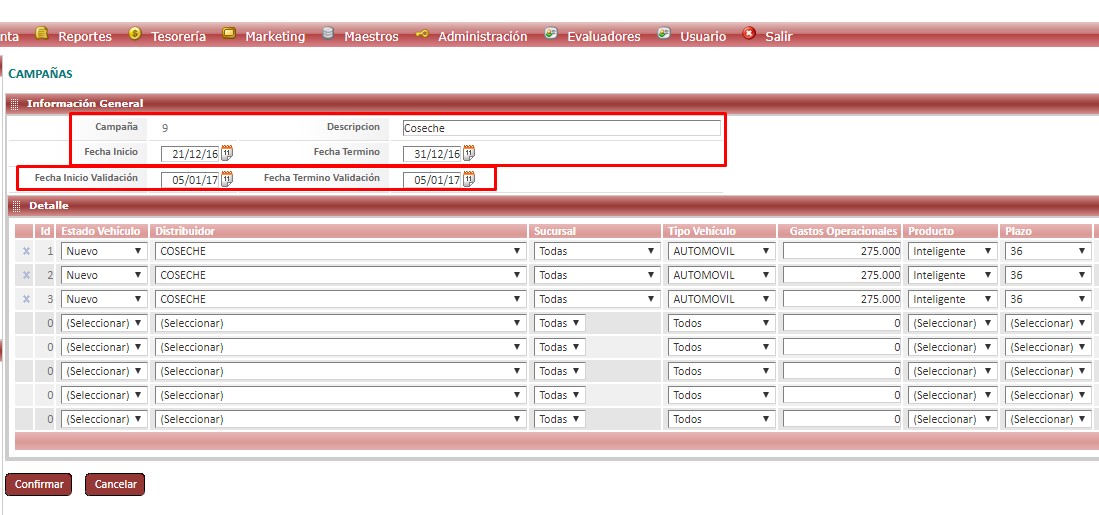 nta Reportes Tesorería Marketing Maestros Administración Evaluadores Usuario Salir
CAMPAÑAS
Información General
Campaña 9 Descripcion Coseche
Fecha Inicio 21/12/16 Fecha Termino 31/12/16
Fecha Inicio Validación 05/01/17 Fecha Termino Validación 05/01/17
Detalle
Id Estado Vehículo Distribuidor Sucursal Tipo Vehículo Gastos Operacionales Producto Plazo
x 1 Nuevo COSECHE Todas AUTOMOVIL 275.000 Inteligente 36
x 2 Nuevo COSECHE Todas AUTOMOVIL 275.000 Inteligente 36
x 3 Nuevo COSECHE Todas AUTOMOVIL 275.000 Inteligente 36
0 (Seleccionar) (Seleccionar) Todas Todos 0 (Seleccionar) (Seleccionar)
0 (Seleccionar) (Seleccionar) Todas Todos 0 (Seleccionar) (Seleccionar)
0 (Seleccionar) (Seleccionar) Todas Todos 0 (Seleccionar) (Seleccionar)
0 (Seleccionar) (Seleccionar) Todas Todos 0 (Seleccionar) (Seleccionar)
0 (Seleccionar) (Seleccionar) Todas Todos 0 (Seleccionar) (Seleccionar)
Confirmar Cancelar